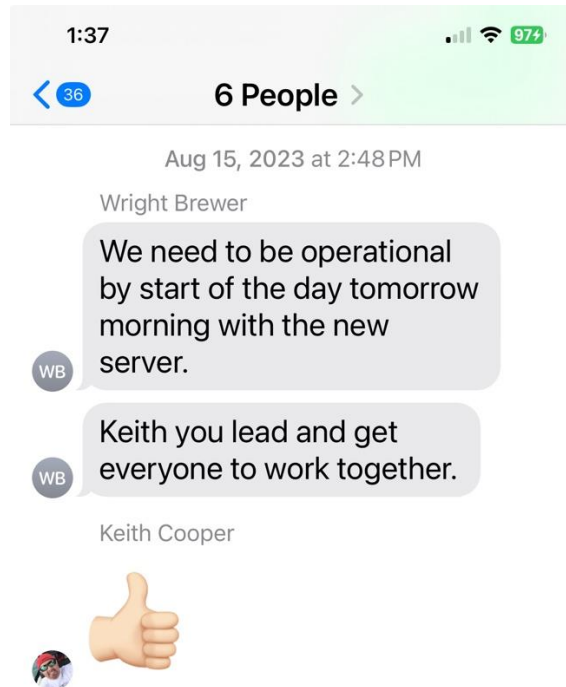 1:37
97
36
6 People
Aug 15, 2023 at 2:48 PM
Wright Brewer
We need to be operational
by start of the day tomorrow
morning with the new
server.
WB
Keith you lead and get
everyone to work together.
WB
Keith Cooper